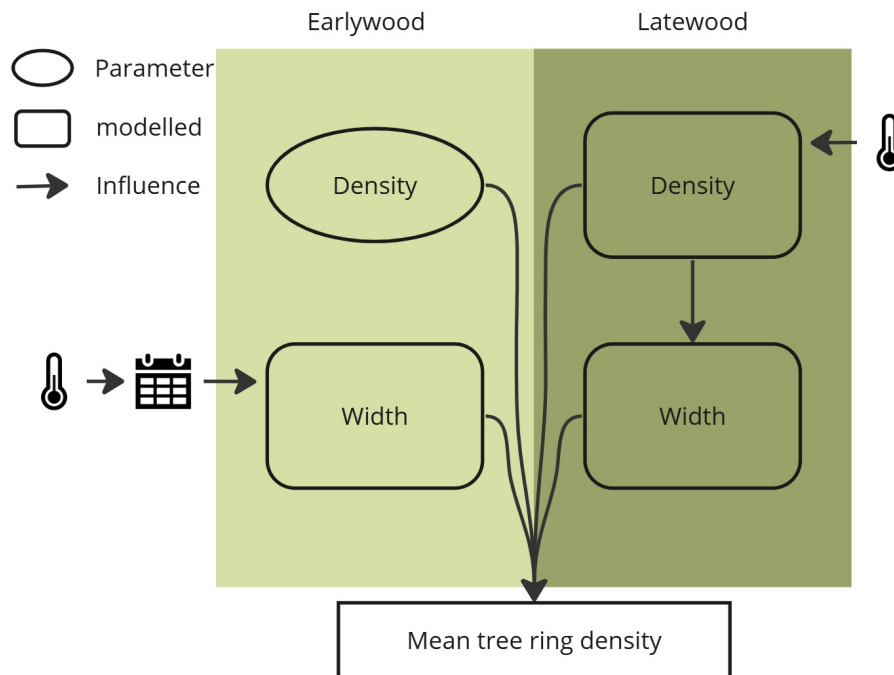 Earlywood
Latewood
Parameter
modelled
Influence
Density
Density
Width
Width
Mean tree ring density